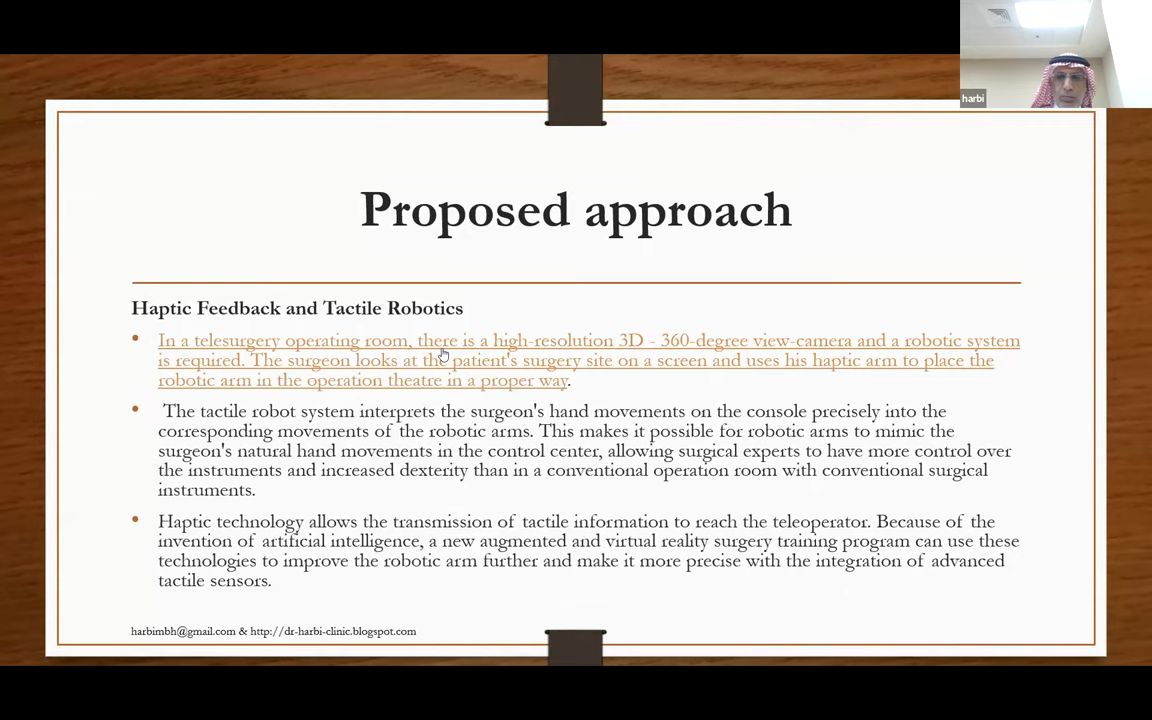 harbi
Proposed approach
Haptic Feedback and Tactile Robotics
• In a telesurgery operating room, there is a high-resolution 3D - 360-degree view-camera and a robotic system
is required. The surgeon looks at the patient's surgery site on a screen and uses his haptic arm to place the
robotic arm in the operation theatre in a proper way.
• The tactile robot system interprets the surgeon's hand movements on the console precisely into the
corresponding movements of the robotic arms. This makes it possible for robotic arms to mimic the
surgeon's natural hand movements in the control center, allowing surgical experts to have more control over
the instruments and increased dexterity than in a conventional operation room with conventional surgical
instruments.
• Haptic technology allows the transmission of tactile information to reach the teleoperator. Because of the
invention of artificial intelligence, a new augmented and virtual reality surgery training program can use these
technologies to improve the robotic arm further and make it more precise with the integration of advanced
tactile sensors.
harbimbh@gmail.com & http://dr-harbi-clinic.blogspot.com